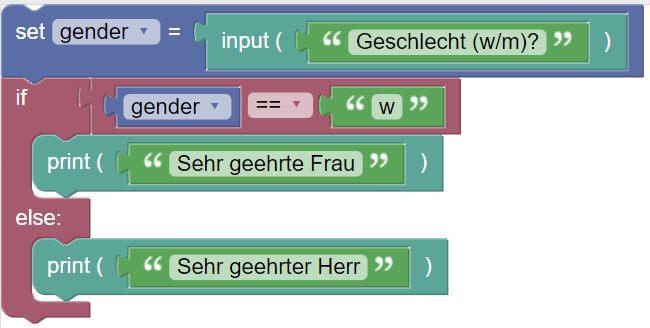 set gender = input ( “ Geschlecht (w/m)? ” )
if gender == “ w ”
print ( “ Sehr geehrte Frau ” )
else:
print ( “ Sehr geehrter Herr ” )